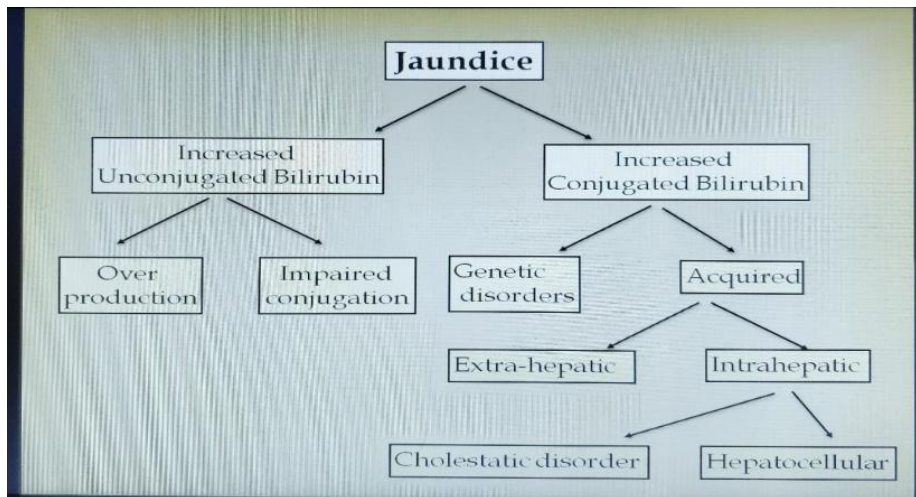 Jaundice
Increased
Unconjugated Bilirubin
Increased
Conjugated Bilirubin
Over
production
Impaired
conjugation
Genetic
disorders
Acquired
Extra-hepatic
Intrahepatic
Cholestatic disorder
Hepatocellular